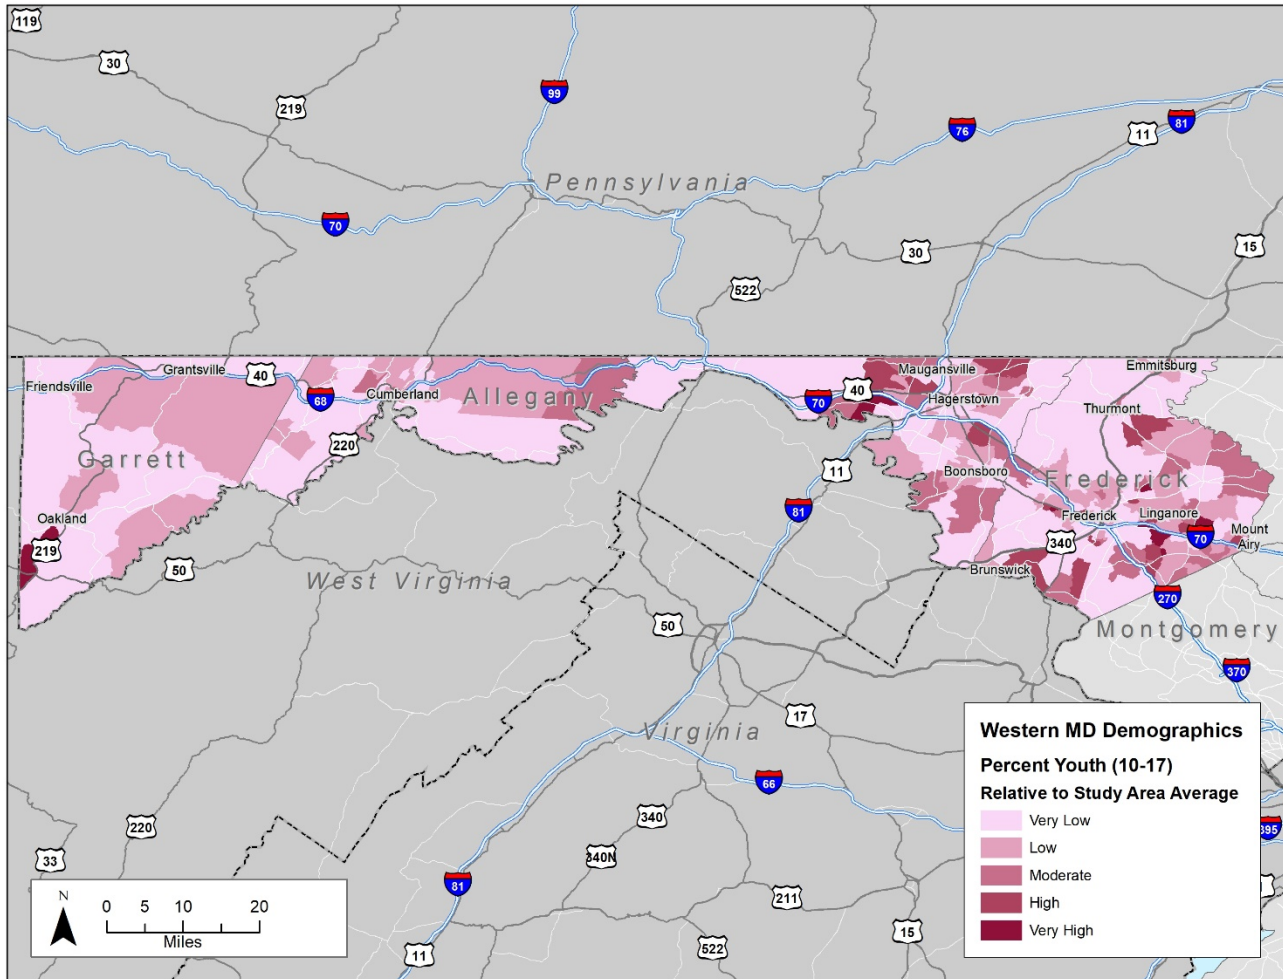 119
30
219
99
76
11
81
Pennsylvania
70
30
15
522
Friendsville
Grantsville
40
68
Cumberland
Allegany
70
40
Maugansville
Hagerstown
Emmitsburg
Thurmont
Garrett
220
11
Boonsboro
Frederick
Oakland
219
50
81
Frederick
Linganore
70
Mount
Airy
340
Brunswick
West Virginia
270
50
Montgomery
370
17
Virginia
66
220
340
33
340N
81
211
11
522
15
395
N
0 5 10 20
Miles
Western MD Demographics
Percent Youth (10-17)
Relative to Study Area Average
Very Low
Low
Moderate
High
Very High